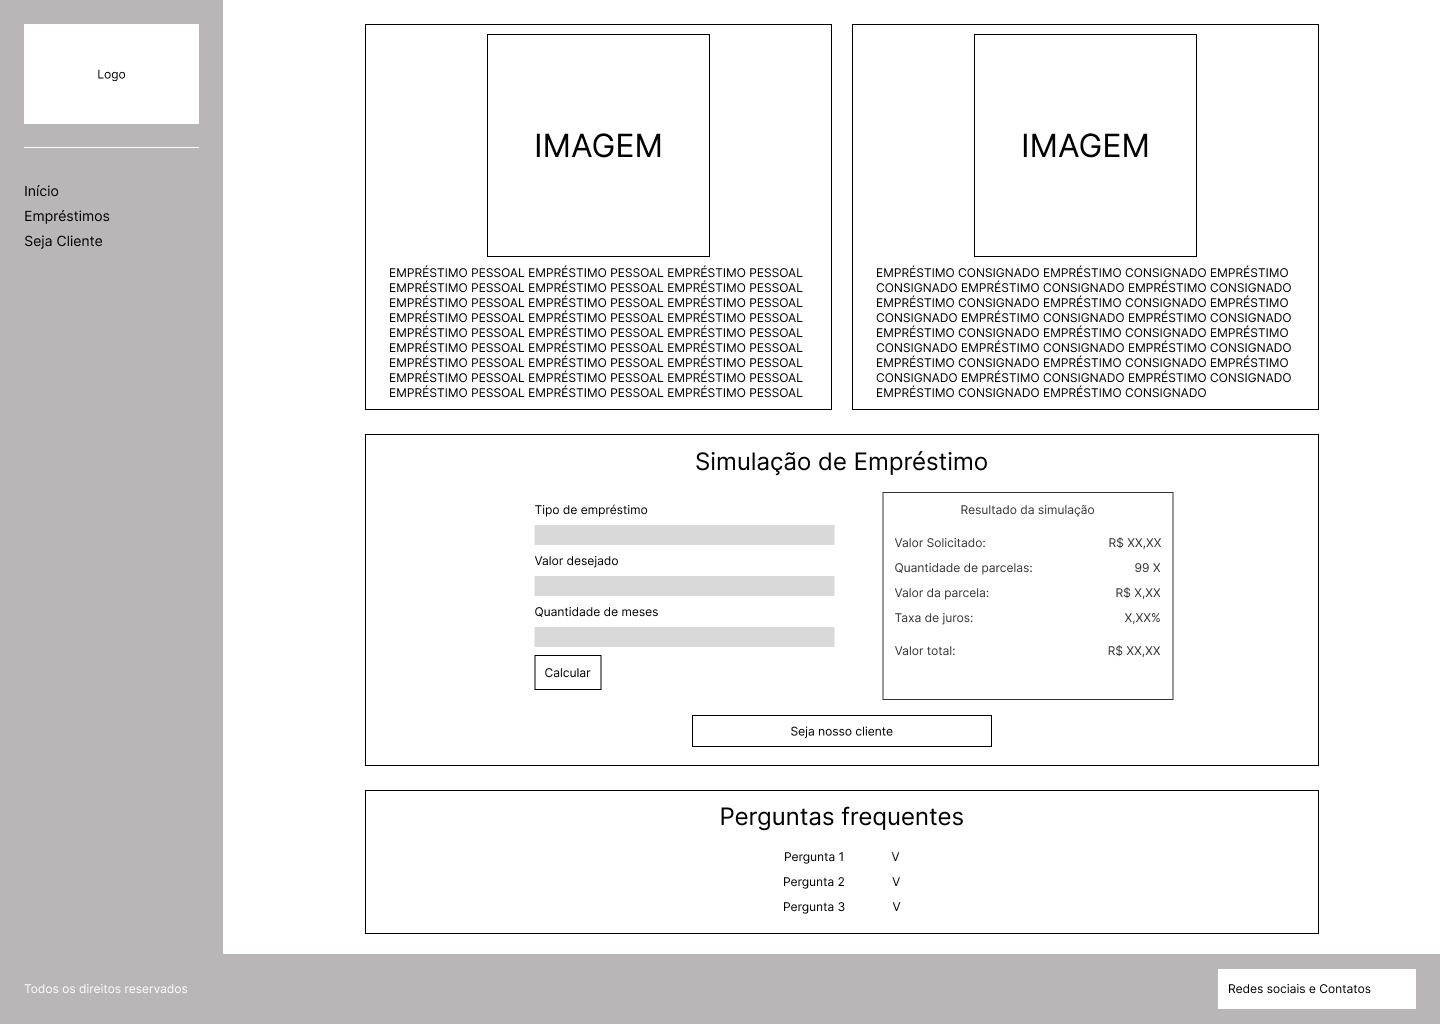 Logo
Início
Empréstimos
Seja Cliente
IMAGEM
EMPRÉSTIMO PESSOAL EMPRÉSTIMO PESSOAL EMPRÉSTIMO PESSOAL
EMPRÉSTIMO PESSOAL EMPRÉSTIMO PESSOAL EMPRÉSTIMO PESSOAL
EMPRÉSTIMO PESSOAL EMPRÉSTIMO PESSOAL EMPRÉSTIMO PESSOAL
EMPRÉSTIMO PESSOAL EMPRÉSTIMO PESSOAL EMPRÉSTIMO PESSOAL
EMPRÉSTIMO PESSOAL EMPRÉSTIMO PESSOAL EMPRÉSTIMO PESSOAL
EMPRÉSTIMO PESSOAL EMPRÉSTIMO PESSOAL EMPRÉSTIMO PESSOAL
EMPRÉSTIMO PESSOAL EMPRÉSTIMO PESSOAL EMPRÉSTIMO PESSOAL
EMPRÉSTIMO PESSOAL EMPRÉSTIMO PESSOAL EMPRÉSTIMO PESSOAL
EMPRÉSTIMO PESSOAL EMPRÉSTIMO PESSOAL EMPRÉSTIMO PESSOAL
IMAGEM
EMPRÉSTIMO CONSIGNADO EMPRÉSTIMO CONSIGNADO EMPRÉSTIMO
CONSIGNADO EMPRÉSTIMO CONSIGNADO EMPRÉSTIMO CONSIGNADO
EMPRÉSTIMO CONSIGNADO EMPRÉSTIMO CONSIGNADO EMPRÉSTIMO
CONSIGNADO EMPRÉSTIMO CONSIGNADO EMPRÉSTIMO CONSIGNADO
EMPRÉSTIMO CONSIGNADO EMPRÉSTIMO CONSIGNADO EMPRÉSTIMO
CONSIGNADO EMPRÉSTIMO CONSIGNADO EMPRÉSTIMO CONSIGNADO
EMPRÉSTIMO CONSIGNADO EMPRÉSTIMO CONSIGNADO EMPRÉSTIMO
CONSIGNADO EMPRÉSTIMO CONSIGNADO EMPRÉSTIMO CONSIGNADO
EMPRÉSTIMO CONSIGNADO EMPRÉSTIMO CONSIGNADO
Simulação de Empréstimo
Tipo de empréstimo
Valor desejado
Quantidade de meses
Calcular
Resultado da simulação
Valor Solicitado: R$ XX,XX
Quantidade de parcelas: 99 X
Valor da parcela: R$ X,XX
Taxa de juros: X,XX%
Valor total: R$ XX,XX
Seja nosso cliente
Perguntas frequentes
Pergunta 1 V
Pergunta 2 V
Pergunta 3 V
Todos os direitos reservados
Redes sociais e Contatos